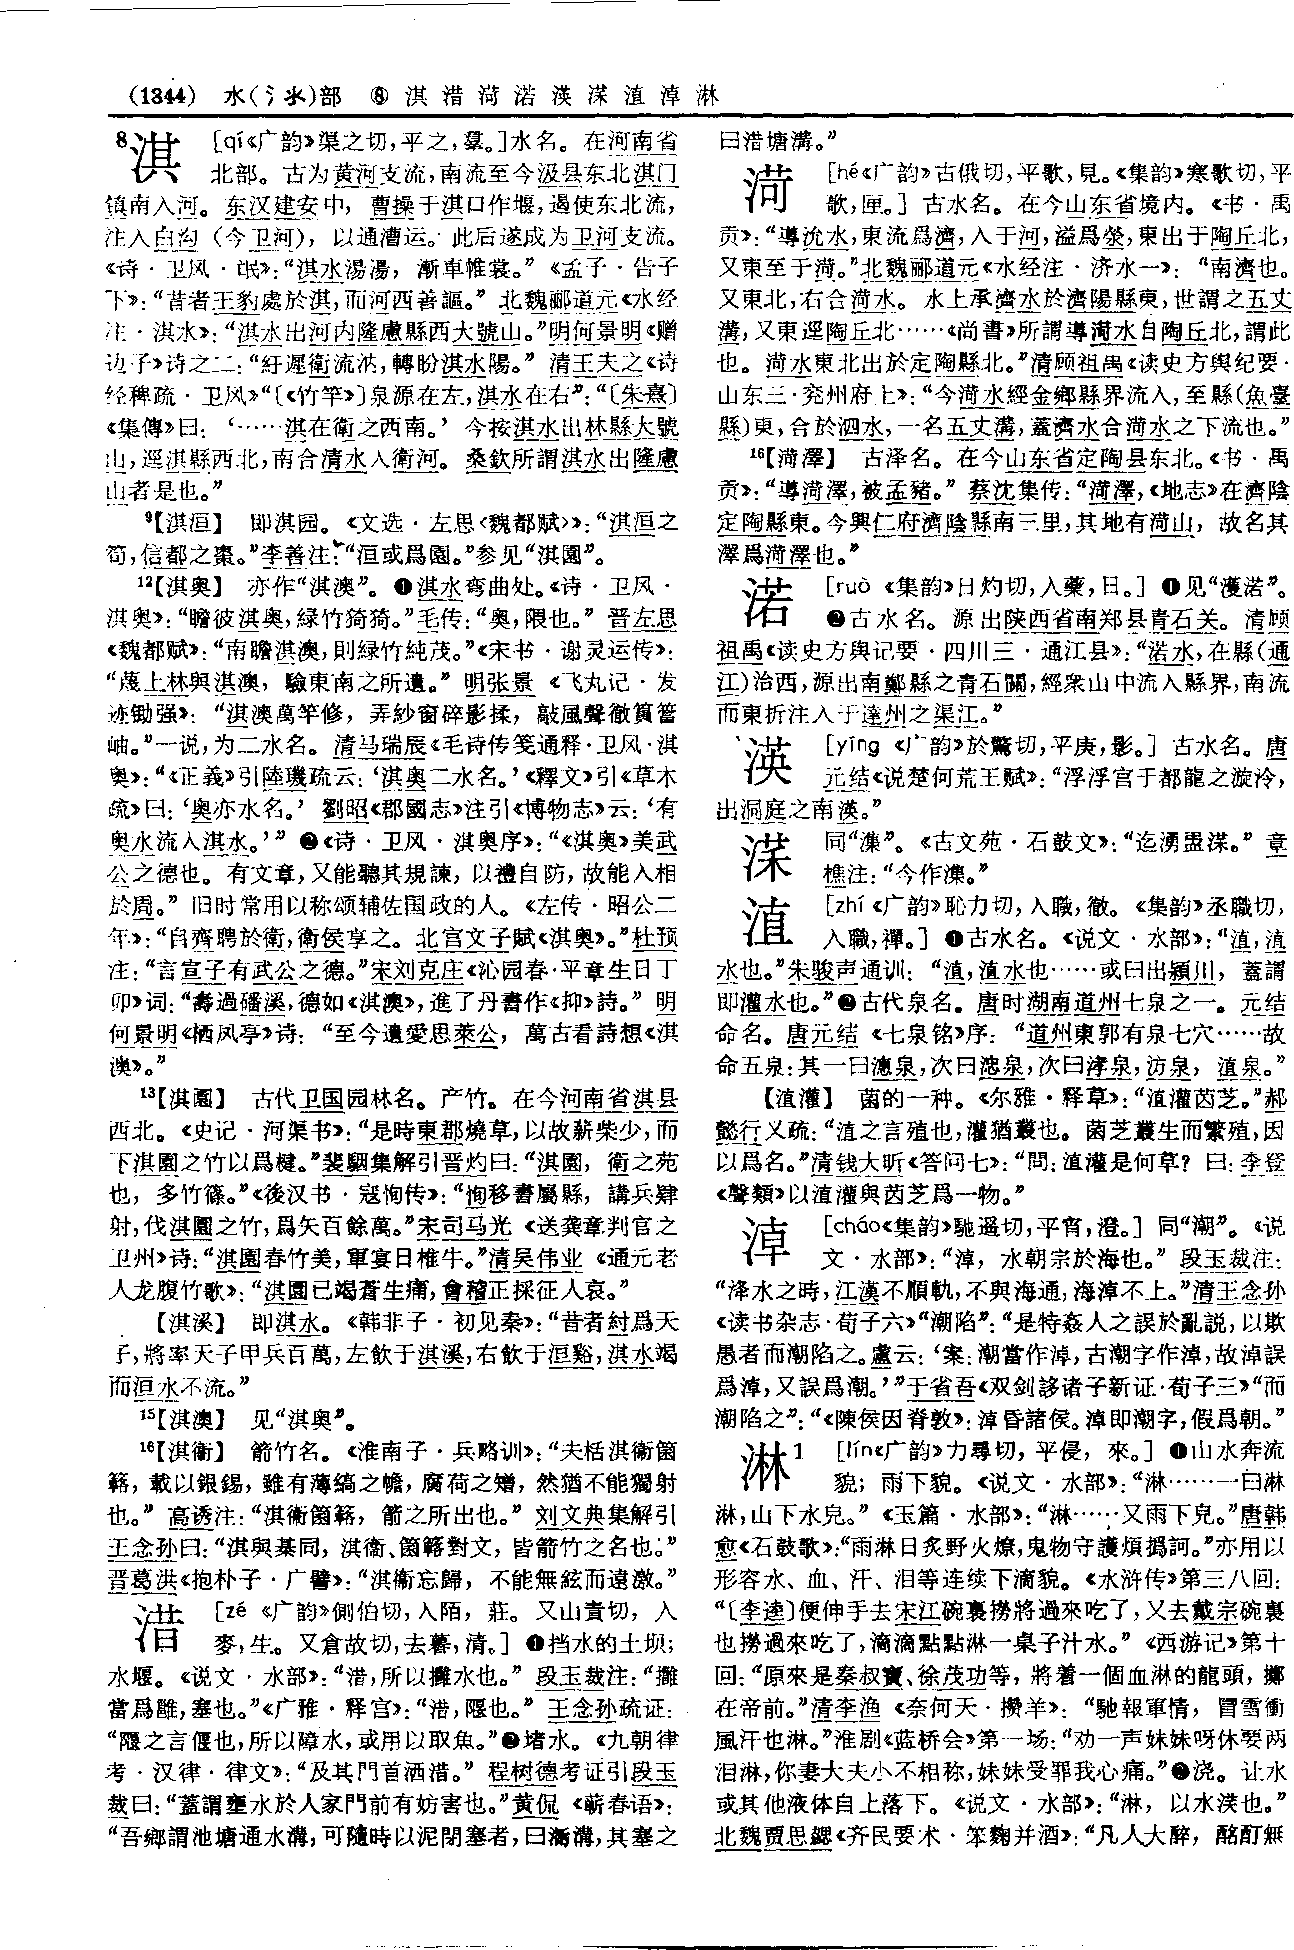 (1344) 水(氵氺)部 ⑧ 淇 浩 菏 渃 渶 渁 淔 淖 淋
⁸淇 [qí《广韵》渠之切,平之,羣。]水名。在河南省
北部。古为黄河支流,南流至今汲县东北淇门
镇南入河。东汉建安中,曹操于淇口作堰,遏使东北流,
注入白沟(今卫河),以通漕运。此后遂成为卫河支流。
《诗·卫风·氓》:“淇水湯湯,漸車帷裳。”《孟子·告子
下》:“昔者王豹處於淇,而河西善謳。”北魏郦道元《水经
注·淇水》:“淇水出河内隆慮縣西大號山。”明何景明《赠
边子》诗之二:“紆遲衛流 ,轉盼淇水陽。”清王夫之《诗
经稗疏·卫风》“〔《竹竿》〕泉源在左,淇水在右”:“〔朱熹〕
《集傳》曰:‘……淇在衛之西南。’今按淇水出林縣大號
山,逕淇縣西北,南合清水入衛河。桑欽所謂淇水出隆慮
山者是也。”
⁹【淇洹】 即淇园。《文选·左思〈魏都赋〉》:“淇洹之
筍,信都之棗。”李善注:“洹或爲園。”参见“淇園”。
¹²【淇奥】 亦作“淇澳”。❶淇水弯曲处。《诗·卫风·
淇奥》:“瞻彼淇奥,緑竹猗猗。”毛传:“奥,隈也。”晋左思
《魏都赋》:“南瞻淇澳,則緑竹純茂。”《宋书·谢灵运传》:
“蔑上林與淇澳,驗東南之所遺。”明张景《飞丸记·发
迹锄强》:“淇澳萬竿修,弄紗窗碎影揉,敲風聲徹篔簹
岫。”一说,为二水名。清马瑞辰《毛诗传笺通释·卫风·淇
奥》:“《正義》引陸璣疏云:‘淇奥二水名。’《釋文》引《草木
疏》曰:‘奥亦水名。’劉昭《郡國志》注引《博物志》云:‘有
奥水流入淇水。’”❷《诗·卫风·淇奥序》:“《淇奥》美武
公之德也。有文章,又能聽其規諫,以禮自防,故能入相
於周。”旧时常用以称颂辅佐国政的人。《左传·昭公二
年》:“自齊聘於衛,衛侯享之。北宫文子賦《淇奥》。”杜预
注:“言宣子有武公之德。”宋刘克庄《沁园春·平章生日丁
卯》词:“壽過磻溪,德如《淇澳》,進了丹書作《抑》詩。”明
何景明《栖凤亭》诗:“至今遺愛思萊公,萬古看詩想《淇
澳》。”
¹³【淇園】 古代卫国园林名。产竹。在今河南省淇县
西北。《史记·河渠书》:“是時東郡燒草,以故薪柴少,而
下淇園之竹以爲楗。”裴駰集解引晋灼曰:“淇園,衛之苑
也,多竹篠。”《後汉书·寇恂传》:“恂移書屬縣,講兵肄
射,伐淇園之竹,爲矢百餘萬。”宋司马光《送龚章判官之
卫州》诗:“淇園春竹美,軍宴日椎牛。”清吴伟业《通元老
人龙腹竹歌》:“淇園已竭蒼生痛,會稽正採征人哀。”
【淇溪】 即淇水。《韩非子·初见秦》:“昔者紂爲天
子,將率天子甲兵百萬,左飲于淇溪,右飲于洹谿,淇水竭
而洹水不流。”
¹⁵【淇澳】 见“淇奥”。
¹⁶【淇衞】 箭竹名。《淮南子·兵略训》:“夫栝淇衞箘
簵,載以銀錫,雖有薄縞之幨,腐荷之矰,然猶不能獨射
也。”高诱注:“淇衞箘簵,箭之所出也。”刘文典集解引
王念孙曰:“淇與綦同,淇衞、箘簵對文,皆箭竹之名也。”
晋葛洪《抱朴子·广譬》:“淇衞忘歸,不能無絃而遠激。”
浩 [zé《广韵》側伯切,入陌,莊。又山責切,入
麥,生。又倉故切,去暮,清。]❶挡水的土坝;
水堰。《说文·水部》:“㳻,所以攤水也。”段玉裁注:“攤
當爲雝,塞也。”《广雅·释宫》:“㳻,隁也。”王念孙疏证:
“隁之言偃也,所以障水,或用以取魚。”❷堵水。《九朝律
考·汉律·律文》:“及其門首洒浩。”程树德考证引段玉
裁曰:“蓋謂壅水於人家門前有妨害也。”黄侃《蕲春语》:
“吾鄉謂池塘通水溝,可隨時以泥閉塞者,曰 溝,其塞之
曰浩塘溝。”
菏 [hé《广韵》古俄切,平歌,見。《集韵》寒歌切,平
歌,匣。]古水名。在今山东省境内。《书·禹
贡》:“導沇水,東流爲濟,入于河,溢爲滎,東出于陶丘北,
又東至于菏。”北魏郦道元《水经注·济水一》:“南濟也。
又東北,右合菏水。水上承濟水於濟陽縣東,世謂之五丈
溝,又東逕陶丘北……《尚書》所謂導菏水自陶丘北,謂此
也。菏水東北出於定陶縣北。”清顾祖禹《读史方舆纪要·
山东三·兖州府上》:“今菏水經金鄉縣界流入,至縣(魚臺
縣)東,合於泗水,一名五丈溝,蓋濟水合菏水之下流也。”
¹⁶【菏澤】 古泽名。在今山东省定陶县东北。《书·禹
贡》:“導菏澤,被孟豬。”蔡沈集传:“菏澤,《地志》在濟陰
定陶縣東。今興仁府濟陰縣南三里,其地有菏山,故名其
澤爲菏澤也。”
渃 [ruò《集韵》日灼切,入藥,日。]❶见“漫渃”。
❷古水名。源出陕西省南郑县青石关。清顾
祖禹《读史方舆记要·四川三·通江县》:“渃水,在縣(通
江)治西,源出南鄭縣之青石關,經衆山中流入縣界,南流
而東折注入于達州之渠江。”
渶 [yīng《广韵》於驚切,平庚,影。]古水名。唐
元结《说楚何荒王赋》:“浮浮宫于都龍之漩泠,
出洞庭之南渶。”
渁 同“潗”。《古文苑·石鼓文》:“迄湧盈渁。”章
樵注:“今作潗。”
淔 [zhí《广韵》恥力切,入職,徹。《集韵》丞職切,
入職,禪。]❶古水名。《说文·水部》:“淔,淔
水也。”朱骏声通训:“淔,淔水也……或曰出潁川,蓋謂
即灈水也。”❷古代泉名。唐时湖南道州七泉之一。元结
命名。唐元结《七泉铭》序:“道州東郭有泉七穴……故
命五泉:其一曰潓泉,次曰㴔泉,次曰涍泉,汸泉,淔泉。”
【淔灌】 菌的一种。《尔雅·释草》:“淔灌茵芝。”郝
懿行义疏:“淔之言殖也,灌猶叢也。菌芝叢生而繁殖,因
以爲名。”清钱大昕《答问七》:“問:淔灌是何草?曰:李登
《聲類》以淔灌與茵芝爲一物。”
淖 [cháo《集韵》馳遥切,平宵,澄。]同“潮”。《说
文·水部》:“淖,水朝宗於海也。”段玉裁注:
“洚水之時,江漢不順軌,不與海通,海淖不上。”清王念孙
《读书杂志·荀子六》“潮陷”:“是特姦人之誤於亂説,以欺
愚者而潮陷之。盧云:‘案:潮當作淖,古潮字作淖,故淖誤
爲淖,又誤爲潮。’”于省吾《双剑誃诸子新证·荀子三》“而
潮陷之”:“《陳侯因脊敦》:淖昏諸侯。淖即潮字,假爲朝。”
淋¹ [lín《广韵》力尋切,平侵,來。]❶山水奔流
貌;雨下貌。《说文·水部》:“淋……一曰淋
淋,山下水皃。”《玉篇·水部》:“淋……又雨下皃。”唐韩
愈《石鼓歌》:“雨淋日炙野火燎,鬼物守護煩撝訶。”亦用以
形容水、血、汗、泪等连续下滴貌。《水浒传》第三八回:
“〔李逵〕便伸手去宋江碗裏撈將過來吃了,又去戴宗碗裏
也撈過來吃了,滴滴點點淋一桌子汁水。”《西游记》第十
回:“原來是秦叔寶、徐茂功等,將着一個血淋的龍頭,擲
在帝前。”清李渔《奈何天·攒羊》:“馳報軍情,冒雪衝
風汗也淋。”淮剧《蓝桥会》第一场:“劝一声妹妹呀休要两
泪淋,你妻大夫小不相称,妹妹受罪我心痛。”❷浇。让水
或其他液体自上落下。《说文·水部》:“淋,以水渶也。”
北魏贾思勰《齐民要术·笨麴并酒》:“凡人大醉,酩酊無